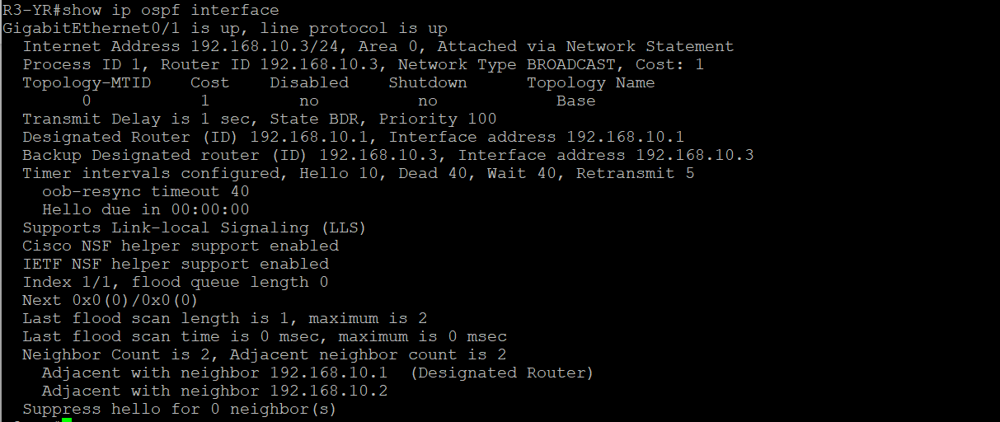 R3-YR#show ip ospf interface
GigabitEthernet0/1 is up, line protocol is up
Internet Address 192.168.10.3/24, Area 0, Attached via Network Statement
Process ID 1, Router ID 192.168.10.3, Network Type BROADCAST, Cost: 1
Topology-MTID Cost Disabled Shutdown Topology Name
0 1 no no Base
Transmit Delay is 1 sec, State BDR, Priority 100
Designated Router (ID) 192.168.10.1, Interface address 192.168.10.1
Backup Designated router (ID) 192.168.10.3, Interface address 192.168.10.3
Timer intervals configured, Hello 10, Dead 40, Wait 40, Retransmit 5
oob-resync timeout 40
Hello due in 00:00:00
Supports Link-local Signaling (LLS)
Cisco NSF helper support enabled
IETF NSF helper support enabled
Index 1/1, flood queue length 0
Next 0x0(0)/0x0(0)
Last flood scan length is 1, maximum is 2
Last flood scan time is 0 msec, maximum is 0 msec
Neighbor Count is 2, Adjacent neighbor count is 2
Adjacent with neighbor 192.168.10.1 (Designated Router)
Adjacent with neighbor 192.168.10.2
Suppress hello for 0 neighbor(s)